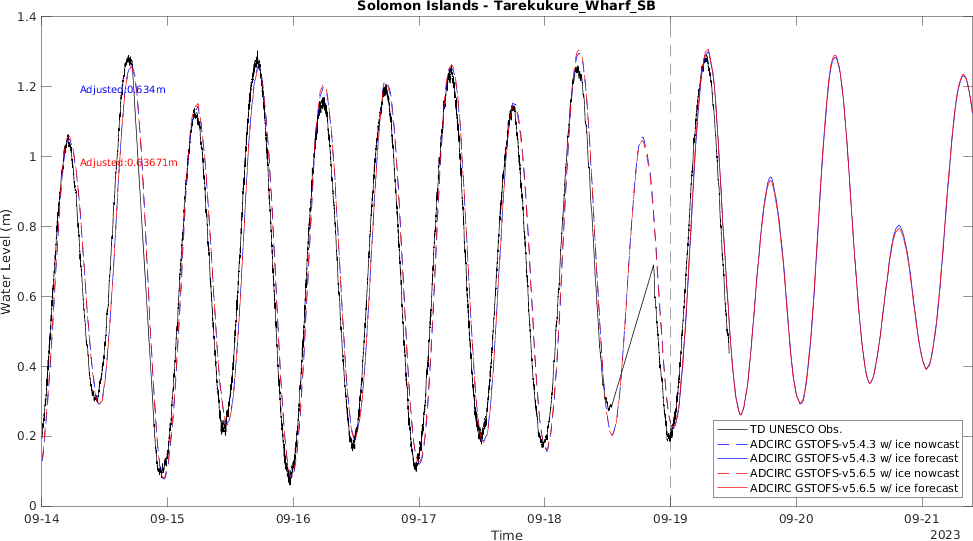 Solomon Islands - Tarekukure_Wharf_SB
1.4
1.2
1
0.8
0.6
0.4
0.2
0
Water Level (m)
Adjusted:0.634m
Adjusted:0.63671m
TD UNESCO Obs.
ADCIRC GSTOFS-v5.4.3 w/ ice nowcast
ADCIRC GSTOFS-v5.4.3 w/ ice forecast
ADCIRC GSTOFS-v5.6.5 w/ ice nowcast
ADCIRC GSTOFS-v5.6.5 w/ ice forecast
09-14 09-15 09-16 09-17 09-18 09-19 09-20 09-21
Time
2023